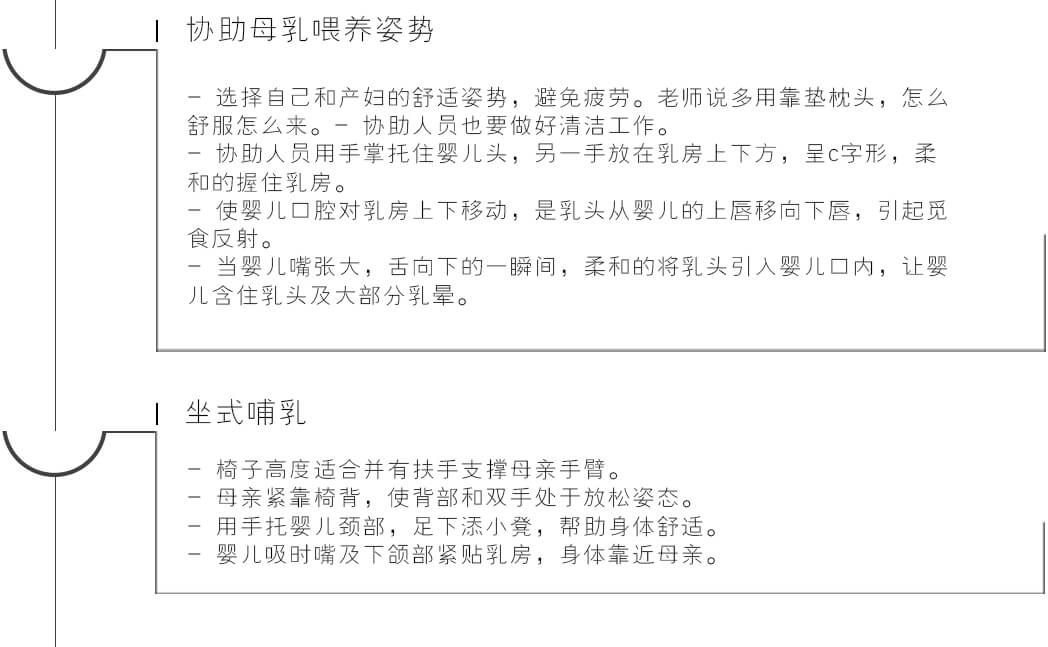 协助母乳喂养姿势
- 选择自己和产妇的舒适姿势，避免疲劳。老师说多用靠垫枕头，怎么
舒服怎么来。- 协助人员也要做好清洁工作。
- 协助人员用手掌托住婴儿头，另一手放在乳房上下方，呈c字形，柔
和的握住乳房。
- 使婴儿口腔对乳房上下移动，是乳头从婴儿的上唇移向下唇，引起觅
食反射。
- 当婴儿嘴张大，舌向下的一瞬间，柔和的将乳头引入婴儿口内，让婴
儿含住乳头及大部分乳晕。
坐式哺乳
- 椅子高度适合并有扶手支撑母亲手臂。
- 母亲紧靠椅背，使背部和双手处于放松姿态。
- 用手托婴儿颈部，足下添小凳，帮助身体舒适。
- 婴儿吸时嘴及下颌部紧贴乳房，身体靠近母亲。